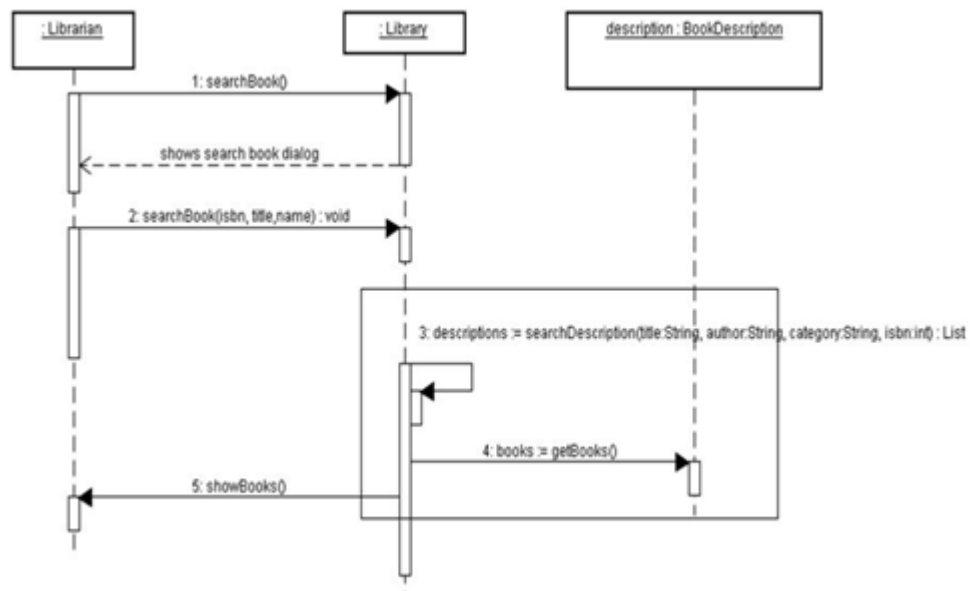 : Librarian
: Library
description : BookDescription
1: searchBook()
shows search book dialog
2: searchBook(isbn, title,name) : void
3: descriptions := searchDescription(title:String, author:String, category:String, isbn:int) : List
4: books := getBooks()
5: showBooks()